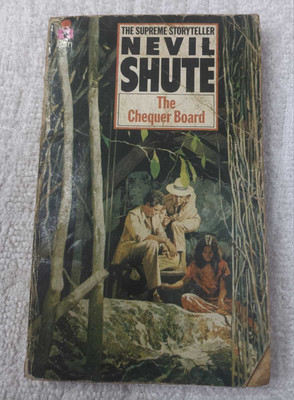 THE SUPREME STORYTELLER
NEVIL
SHUTE
The
Chequer Board